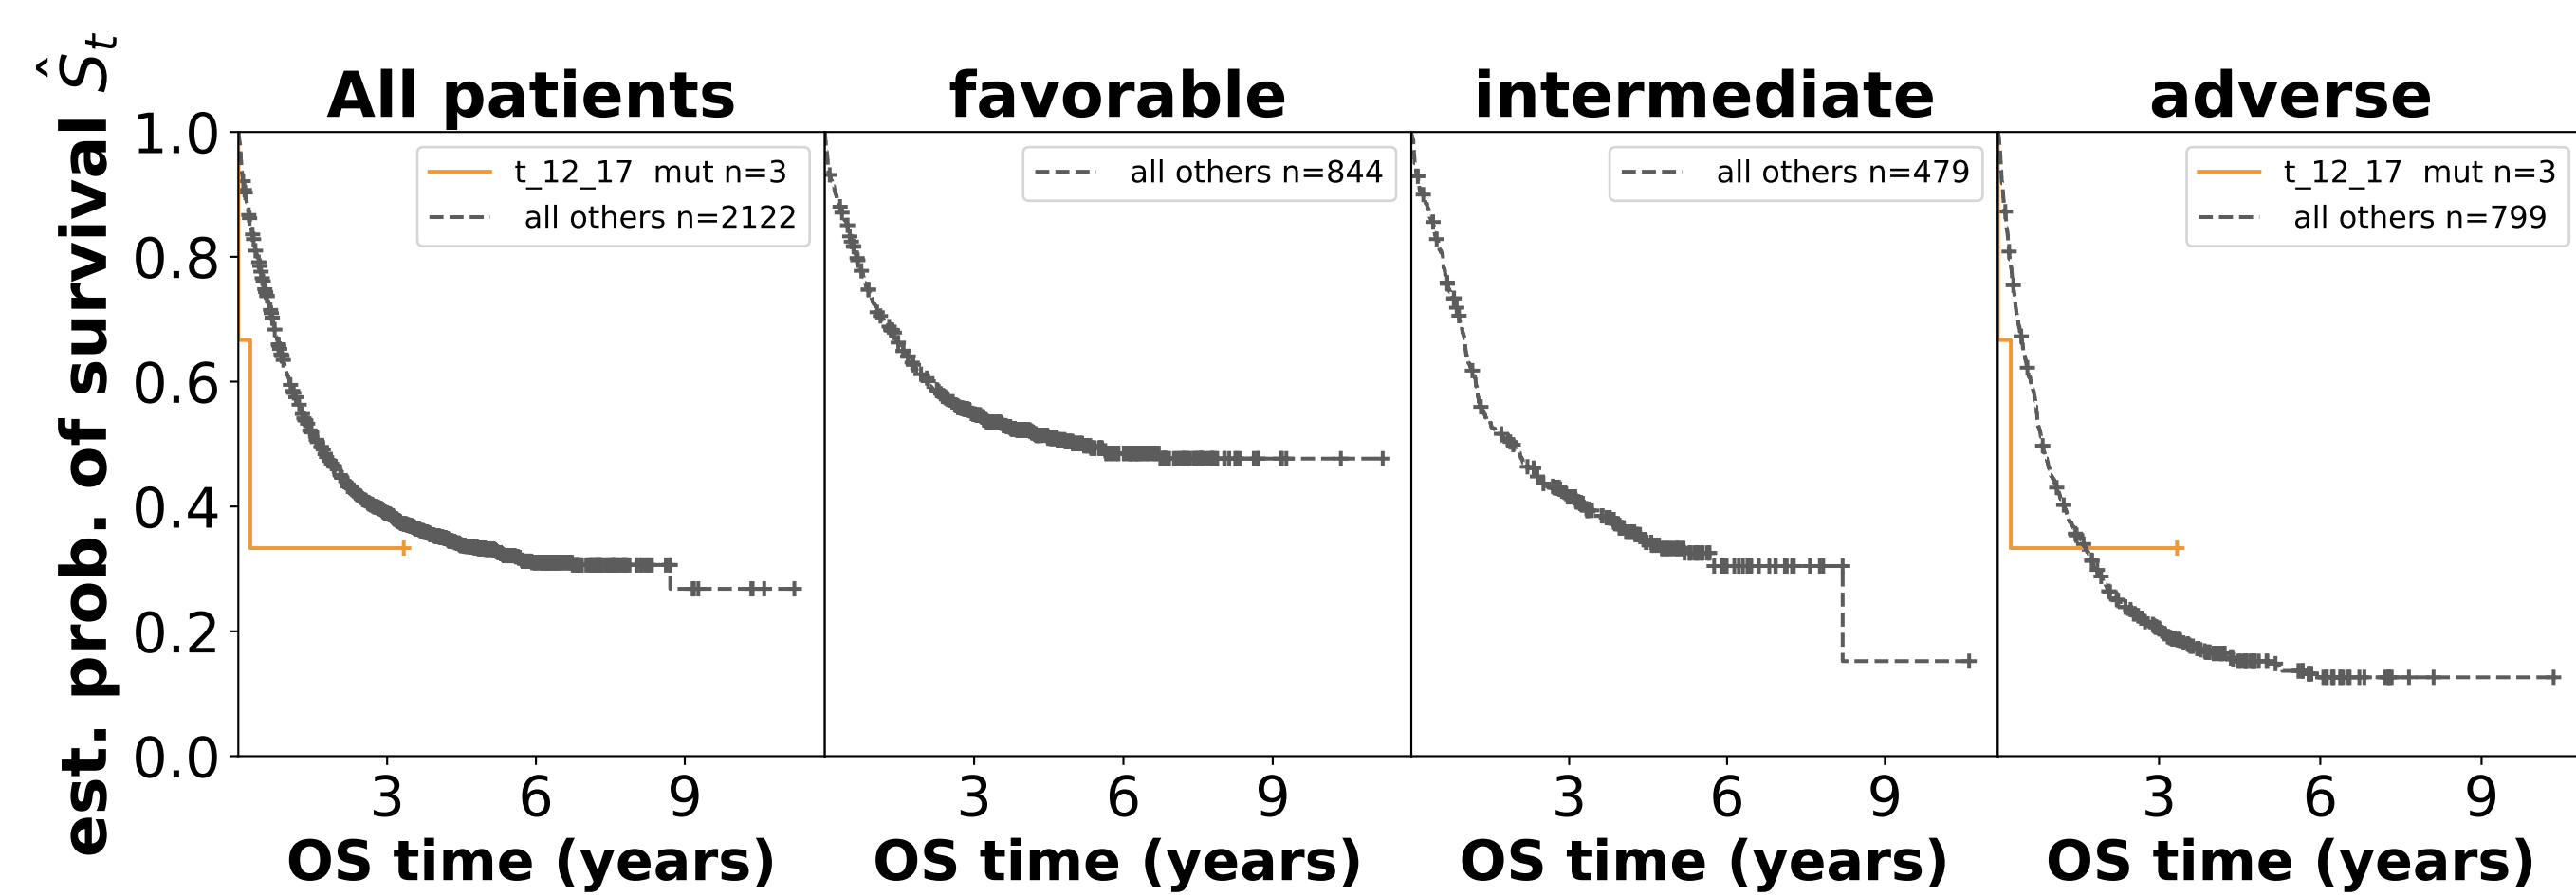 est. prob. of survival Ŝt
All patients
1.0
0.8
0.6
0.4
0.2
0.0
t_12_17 mut n=3
all others n=2122
3 6 9
OS time (years)
favorable
all others n=844
3 6 9
OS time (years)
intermediate
all others n=479
3 6 9
OS time (years)
adverse
t_12_17 mut n=3
all others n=799
3 6 9
OS time (years)